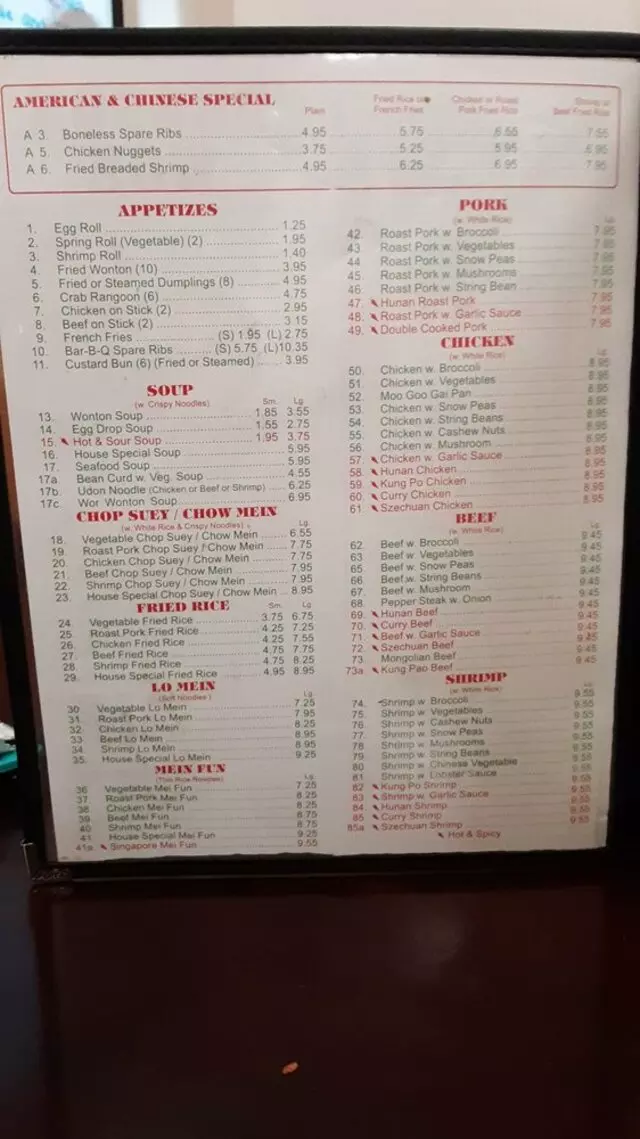 AMERICAN & CHINESE SPECIAL
Plain Fried Rice or French Fries Chicken or Roast Pork Fried Rice Shrimp or Beef Fried Rice
A 3. Boneless Spare Ribs 4.95 5.75 6.55 7.55
A 5. Chicken Nuggets 3.75 5.25 5.95 6.95
A 6. Fried Breaded Shrimp 4.95 6.25 6.95 7.95
APPETIZES
1. Egg Roll 1.25
2. Spring Roll (Vegetable) (2) 1.95
3. Shrimp Roll 1.40
4. Fried Wonton (10) 3.95
5. Fried or Steamed Dumplings (8) 4.95
6. Crab Rangoon (6) 4.75
7. Chicken on Stick (2) 2.95
8. Beef on Stick (2) 3.15
9. French Fries (S) 1.95 (L) 2.75
10. Bar-B-Q Spare Ribs (S) 5.75 (L)10.35
11. Custard Bun (6) (Fried or Steamed) 3.95
SOUP
(w. Crispy Noodles) Sm. Lg.
13. Wonton Soup 1.85 3.55
14. Egg Drop Soup 1.55 2.75
15. Hot & Sour Soup 1.95 3.75
16. House Special Soup 5.95
17. Seafood Soup 5.95
17a. Bean Curd w. Veg. Soup 4.55
17b. Udon Noodle (Chicken or Beef or Shrimp) 6.25
17c Wor Wonton Soup 6.95
CHOP SUEY / CHOW MEIN
(w. White Rice & Crispy Noodles) Lg.
18. Vegetable Chop Suey / Chow Mein 6.55
19. Roast Pork Chop Suey / Chow Mein 7.75
20. Chicken Chop Suey / Chow Mein 7.75
21. Beef Chop Suey / Chow Mein 7.95
22. Shrimp Chop Suey / Chow Mein 7.95
23. House Special Chop Suey / Chow Mein 8.95
FRIED RICE Sm. Lg.
24. Vegetable Fried Rice 3.75 6.75
25. Roast Pork Fried Rice 4.25 7.25
26. Chicken Fried Rice 4.25 7.55
27. Beef Fried Rice 4.75 7.75
28. Shrimp Fried Rice 4.75 8.25
29. House Special Fried Rice 4.95 8.95
LO MEIN
(Soft Noodles) Lg.
30 Vegetable Lo Mein 7.25
31. Roast Pork Lo Mein 7.95
32 Chicken Lo Mein 8.25
33 Beef Lo Mein 8.95
34 Shrimp Lo Mein 8.95
35. House Special Lo Mein 9.25
MEIN FUN
(Thin Rice Noodles) Lg.
36 Vegetable Mei Fun 7.25
37. Roast Pork Mei Fun 8.25
38 Chicken Mei Fun 8.25
39 Beef Mei Fun 8.75
40 Shrimp Mei Fun 8.75
41 House Special Mei Fun 9.25
41a Singapore Mei Fun 9.55
PORK
(w. White Rice) Lg.
42. Roast Pork w. Broccoli 7.95
43 Roast Pork w. Vegetables 7.95
44 Roast Pork w. Snow Peas 7.95
45. Roast Pork w. Mushrooms 7.95
46 Roast Pork w. String Bean 7.95
47. Hunan Roast Pork 7.95
48. Roast Pork w. Garlic Sauce 7.95
49. Double Cooked Pork 7.95
CHICKEN
(w. White Rice) Lg.
50. Chicken w. Broccoli 8.95
51. Chicken w. Vegetables 8.95
52. Moo Goo Gai Pan 8.95
53. Chicken w. Snow Peas 8.95
54. Chicken w. String Beans 8.95
55. Chicken w. Cashew Nuts 8.95
56 Chicken w. Mushroom 8.95
57. Chicken w. Garlic Sauce 8.95
58 Hunan Chicken 8.95
59 Kung Po Chicken 8.95
60. Curry Chicken 8.95
61 Szechuan Chicken 8.95
BEEF
(w. White Rice) Lg.
62. Beef w. Broccoli 9.45
63 Beef w. Vegetables 9.45
65 Beef w. Snow Peas 9.45
66 Beef w. String Beans 9.45
67. Beef w. Mushroom 9.45
68. Pepper Steak w. Onion 9.45
69. Hunan Beef 9.45
70. Curry Beef 9.45
71. Beef w. Garlic Sauce 9.45
72. Szechuan Beef 9.45
73. Mongolian Beef 9.45
73a Kung Pao Beef 9.45
SHRIMP
(w. White Rice) Lg.
74. Shrimp w. Broccoli 9.55
75 Shrimp w. Vegetables 9.55
76 Shrimp w. Cashew Nuts 9.55
77. Shrimp w. Snow Peas 9.55
78 Shrimp w. Mushrooms 9.55
79 Shrimp w. String Beans 9.55
80 Shrimp w. Chinese Vegetable 9.55
81 Shrimp w. Lobster Sauce 9.55
82 Kung Po Shrimp 9.55
83 Shrimp w. Garlic Sauce 9.55
84 Hunan Shrimp 9.55
85 Curry Shrimp 9.55
85a Szechuan Shrimp 9.55
Hot & Spicy